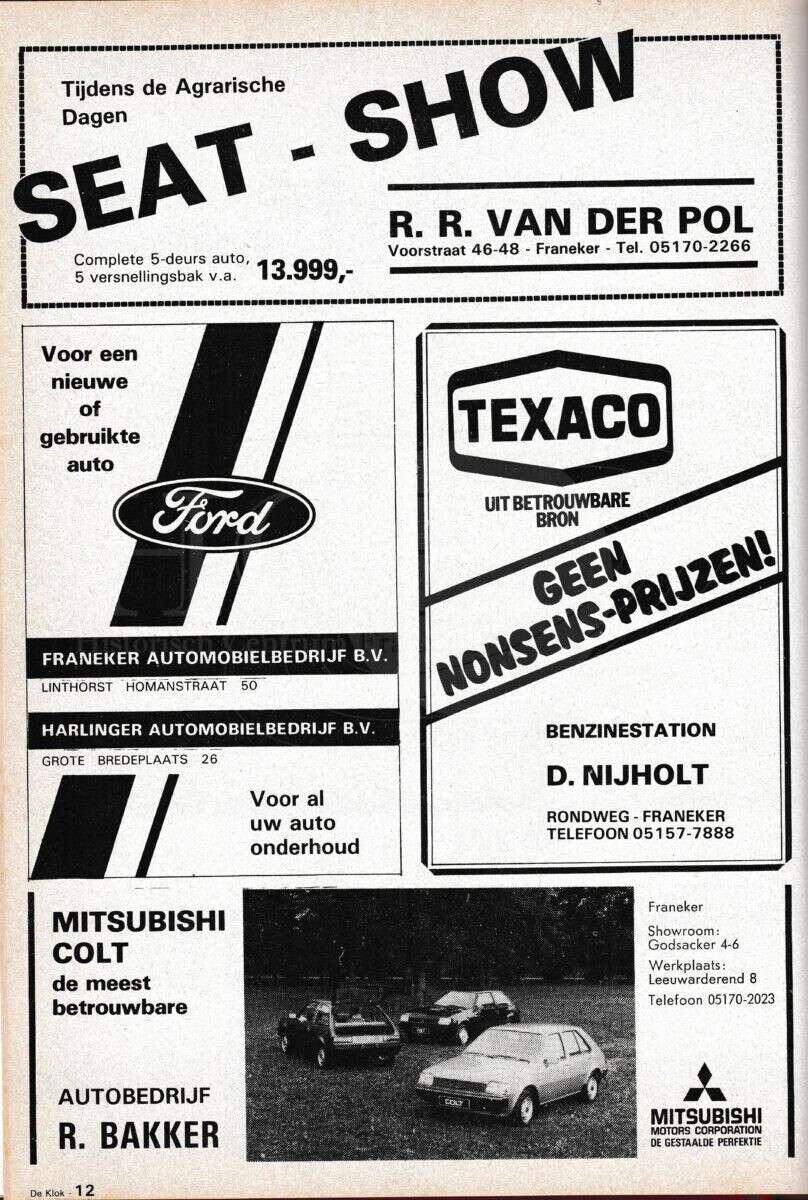 Tijdens de Agrarische
Dagen
SEAT - SHOW
R. R. VAN DER POL
Voorstraat 46-48 - Franeker - Tel. 05170-2266
Complete 5-deurs auto,
5 versnellingsbak v.a. 13.999,-
Voor een
nieuwe
of
gebruikte
auto
Ford
FRANEKER AUTOMOBIELBEDRIJF B.V.
LINTHORST HOMANSTRAAT 50
HARLINGER AUTOMOBIELBEDRIJF B.V.
GROTE BREDEPLAATS 26
Voor al
uw auto
onderhoud
TEXACO
UIT BETROUWBARE
BRON
GEEN
NONSENS-PRIJZEN!
BENZINESTATION
D. NIJHOLT
RONDWEG - FRANEKER
TELEFOON 05157-7888
MITSUBISHI
COLT
de meest
betrouwbare
AUTOBEDRIJF
R. BAKKER
COLT
Franeker
Showroom:
Godsacker 4-6
Werkplaats:
Leeuwarderend 8
Telefoon 05170-2023
MITSUBISHI
MOTORS CORPORATION
DE GESTAALDE PERFEKTIE
De Klok - 12